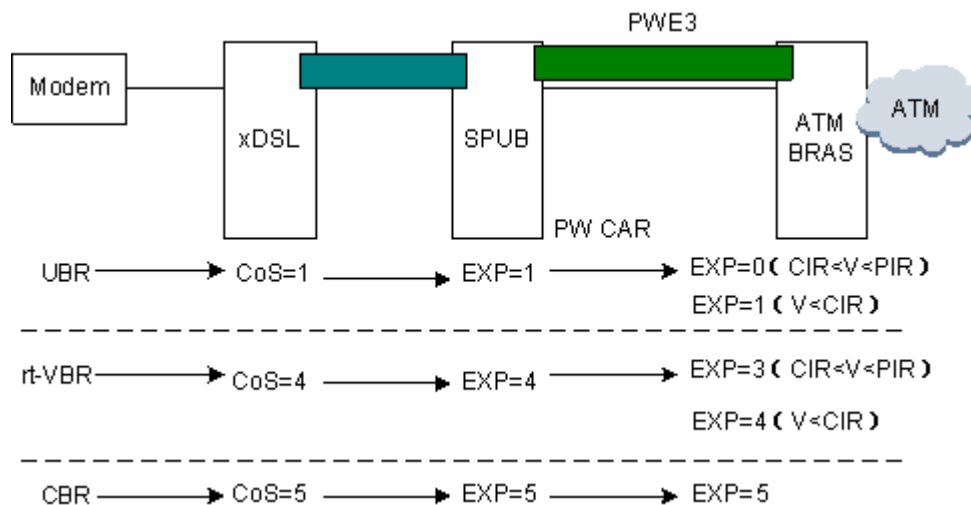 PWE3
Modem
xDSL
SPUB
ATM
BRAS
ATM
PW CAR
UBR
CoS=1
EXP=1
EXP=0 ( CIR<V<PIR )
EXP=1 ( V<CIR )
rt-VBR
CoS=4
EXP=4
EXP=3 ( CIR<V<PIR )
EXP=4 ( V<CIR )
CBR
CoS=5
EXP=5
EXP=5